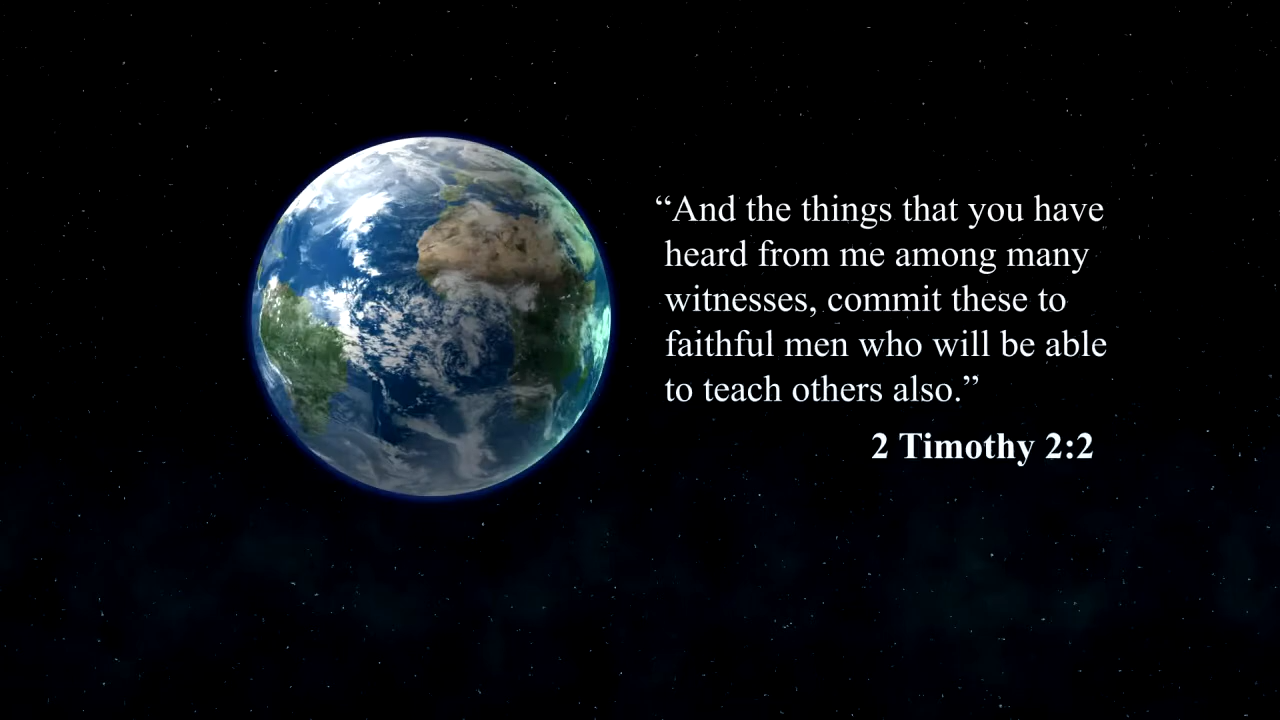 “And the things that you have
heard from me among many
witnesses, commit these to
faithful men who will be able
to teach others also.”
2 Timothy 2:2